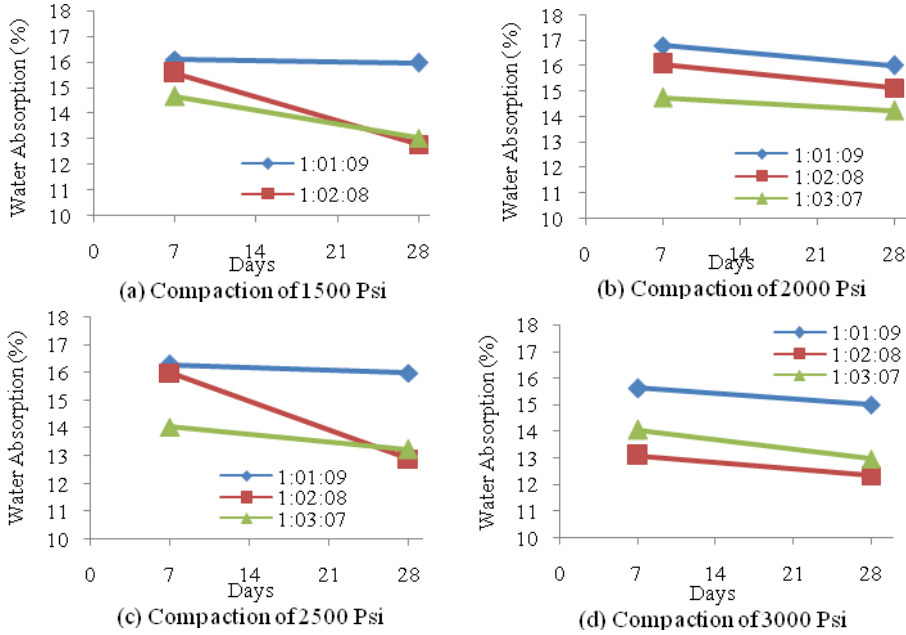 18
17
16
15
14
13
12
11
10
Water Absorption (%)
0 7 14 21 28
Days
1:01:09
1:02:08
(a) Compaction of 1500 Psi
18
17
16
15
14
13
12
11
10
Water Absorption (%)
0 7 14 21 28
Days
1:01:09
1:02:08
1:03:07
(b) Compaction of 2000 Psi
18
17
16
15
14
13
12
11
10
Water Absorption (%)
0 7 14 21 28
Days
1:01:09
1:02:08
1:03:07
(c) Compaction of 2500 Psi
18
17
16
15
14
13
12
11
10
Water Absorption (%)
0 7 14 21 28
Days
1:01:09
1:02:08
1:03:07
(d) Compaction of 3000 Psi